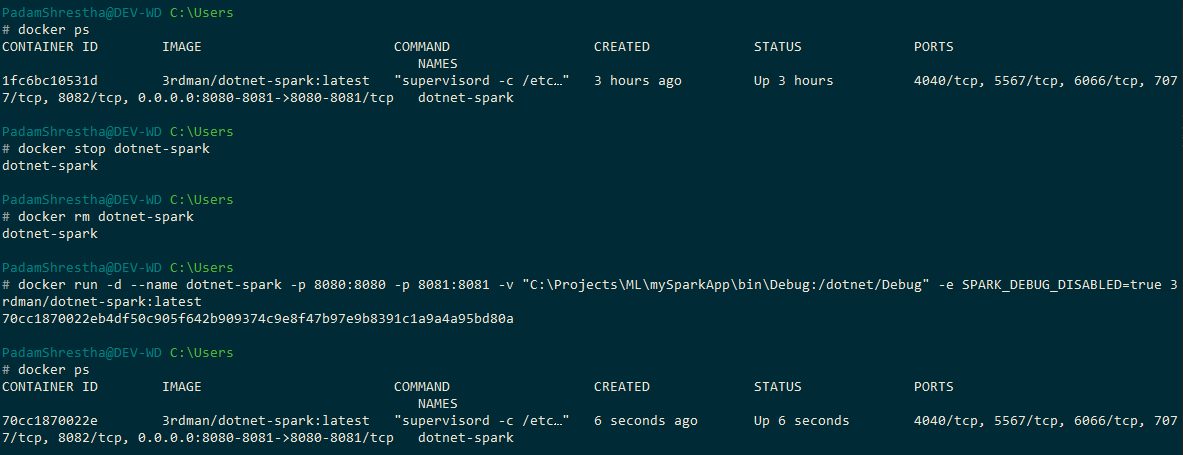 PadamShrestha@DEV-WD C:\Users
# docker ps
CONTAINER ID        IMAGE                     COMMAND                  CREATED             STATUS              PORTS
                                                    NAMES
1fc6bc10531d        3rdman/dotnet-spark:latest   "supervisord -c /etc…"   3 hours ago         Up 3 hours          4040/tcp, 5567/tcp, 6066/tcp, 707
7/tcp, 8082/tcp, 0.0.0.0:8080-8081->8080-8081/tcp   dotnet-spark
PadamShrestha@DEV-WD C:\Users
# docker stop dotnet-spark
dotnet-spark
PadamShrestha@DEV-WD C:\Users
# docker rm dotnet-spark
dotnet-spark
PadamShrestha@DEV-WD C:\Users
# docker run -d --name dotnet-spark -p 8080:8080 -p 8081:8081 -v "C:\Projects\ML\mySparkApp\bin\Debug:/dotnet/Debug" -e SPARK_DEBUG_DISABLED=true 3
rdman/dotnet-spark:latest
70cc1870022eb4df50c905f642b909374c9e8f47b97e9b8391c1a9a4a95bd80a
PadamShrestha@DEV-WD C:\Users
# docker ps
CONTAINER ID        IMAGE                     COMMAND                  CREATED             STATUS              PORTS
                                                    NAMES
70cc1870022e        3rdman/dotnet-spark:latest   "supervisord -c /etc…"   6 seconds ago       Up 6 seconds        4040/tcp, 5567/tcp, 6066/tcp, 707
7/tcp, 8082/tcp, 0.0.0.0:8080-8081->8080-8081/tcp   dotnet-spark